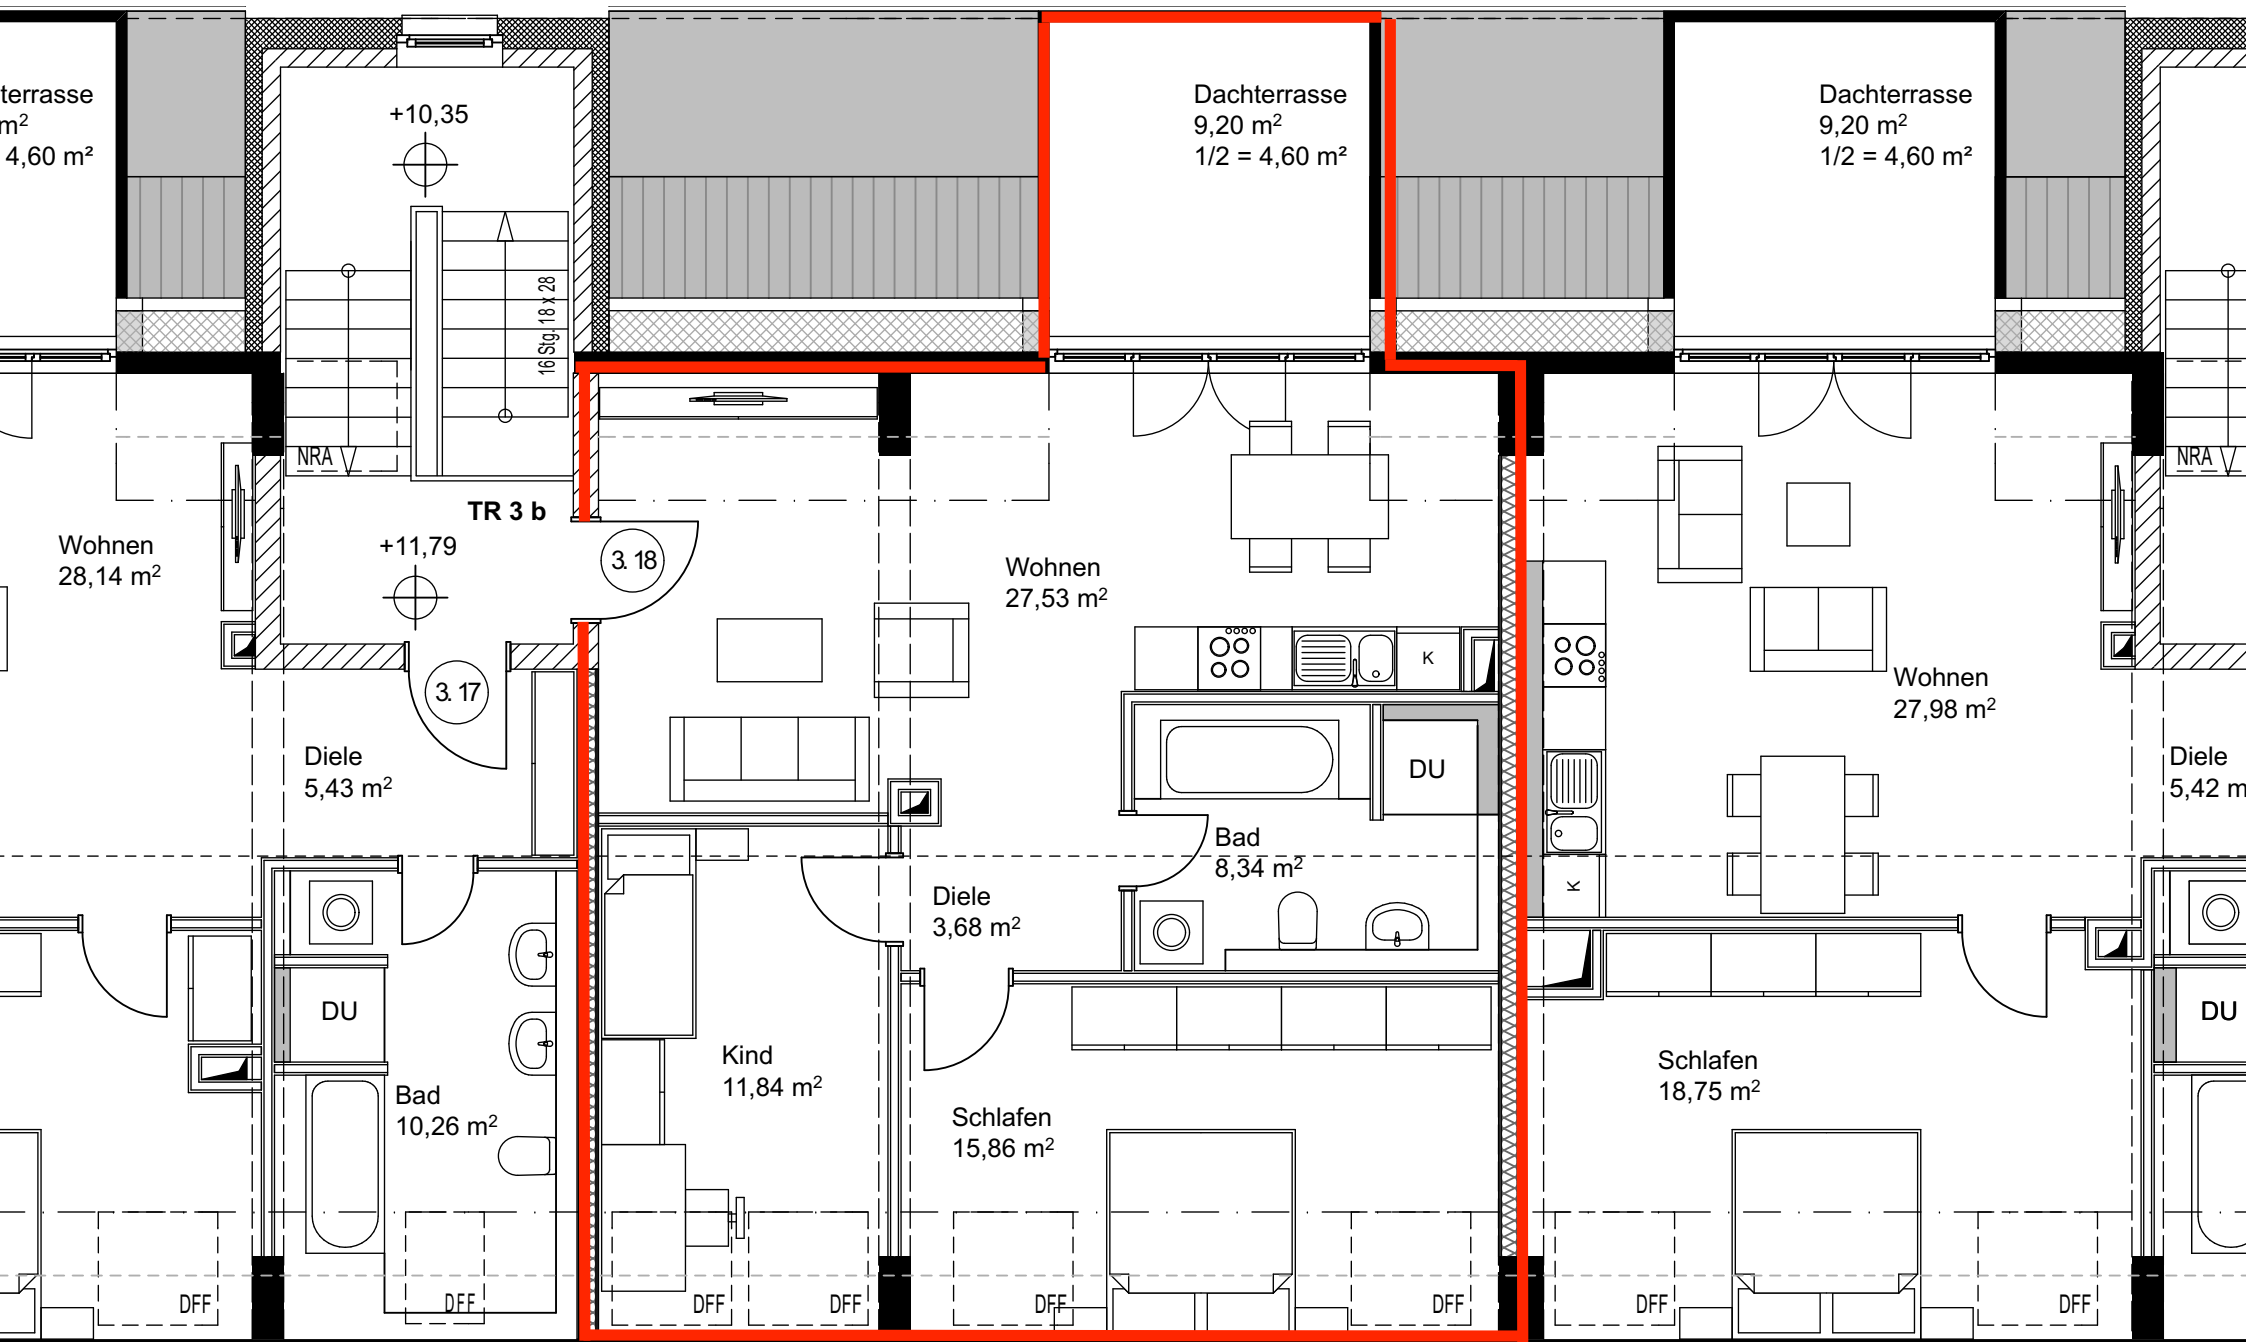 terrasse
m²
4,60 m²
+10,35
Dachterrasse
9,20 m²
1/2 = 4,60 m²
Dachterrasse
9,20 m²
1/2 = 4,60 m²
16 Stg. 18 x 28
NRA
NRA
TR 3 b
+11,79
3. 18
Wohnen
28,14 m²
Wohnen
27,53 m²
K
3. 17
Wohnen
27,98 m²
Diele
5,43 m²
DU
Diele
5,42 m
Bad
8,34 m²
K
Diele
3,68 m²
DU
DU
Kind
11,84 m²
Schlafen
18,75 m²
Bad
10,26 m²
Schlafen
15,86 m²
DFF
DFF
DFF
DFF
DFF
DFF
DFF
DFF